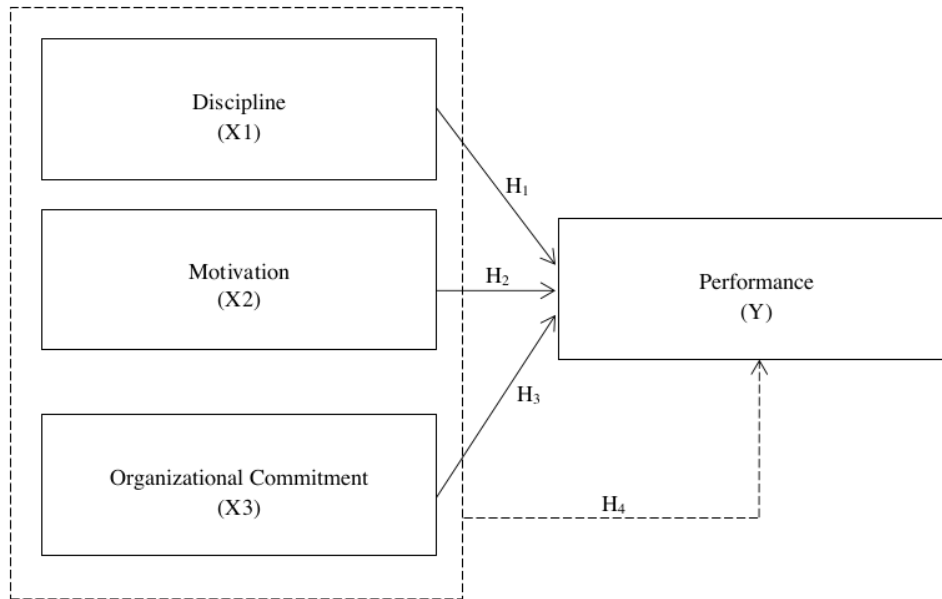 Discipline
(X1)
H₁
Motivation
(X2)
H₂
Performance
(Y)
H₃
Organizational Commitment
(X3)
H₄